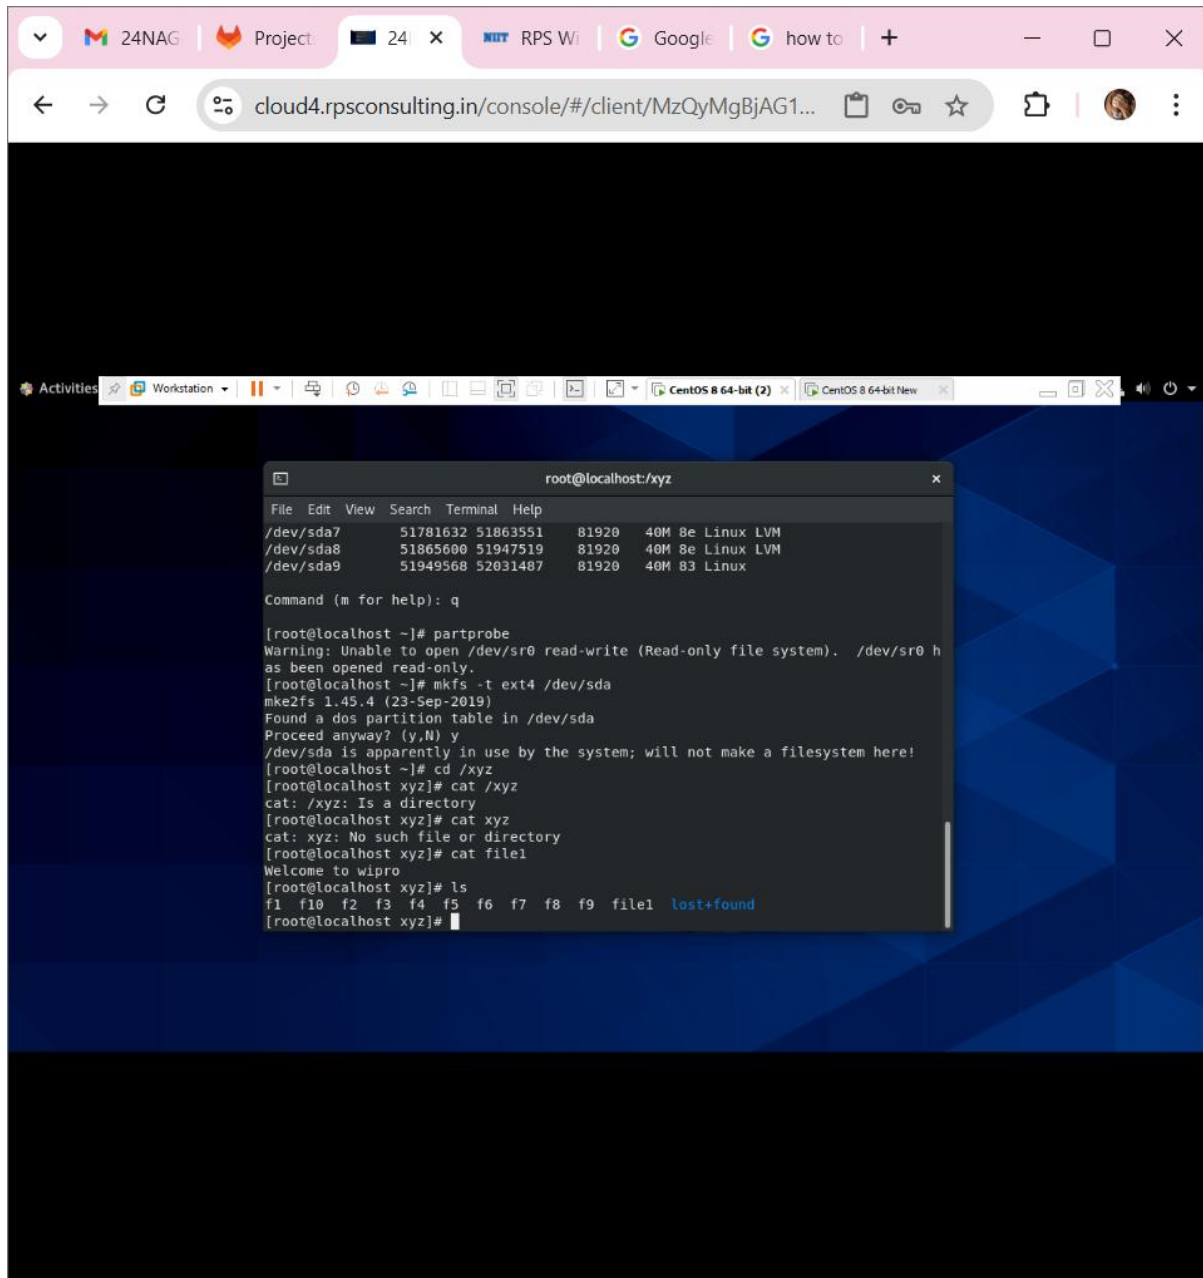 24NAG
Project
24
NIIT RPS Wi
Google
how to
cloud4.rpsconsulting.in/console/#/client/MzQyMgBjAG1...
Activities
Workstation
CentOS 8 64-bit (2)
CentOS 8 64-bit New
root@localhost:/xyz
File Edit View Search Terminal Help
/dev/sda7 51781632 51863551 81920 40M 8e Linux LVM
/dev/sda8 51865600 51947519 81920 40M 8e Linux LVM
/dev/sda9 51949568 52031487 81920 40M 83 Linux
Command (m for help): q
[root@localhost ~]# partprobe
Warning: Unable to open /dev/sr0 read-write (Read-only file system). /dev/sr0 h
as been opened read-only.
[root@localhost ~]# mkfs -t ext4 /dev/sda
mke2fs 1.45.4 (23-Sep-2019)
Found a dos partition table in /dev/sda
Proceed anyway? (y,N) y
/dev/sda is apparently in use by the system; will not make a filesystem here!
[root@localhost ~]# cd /xyz
[root@localhost xyz]# cat /xyz
cat: /xyz: Is a directory
[root@localhost xyz]# cat xyz
cat: xyz: No such file or directory
[root@localhost xyz]# cat file1
Welcome to wipro
[root@localhost xyz]# ls
f1 f10 f2 f3 f4 f5 f6 f7 f8 f9 file1 lost+found
[root@localhost xyz]#